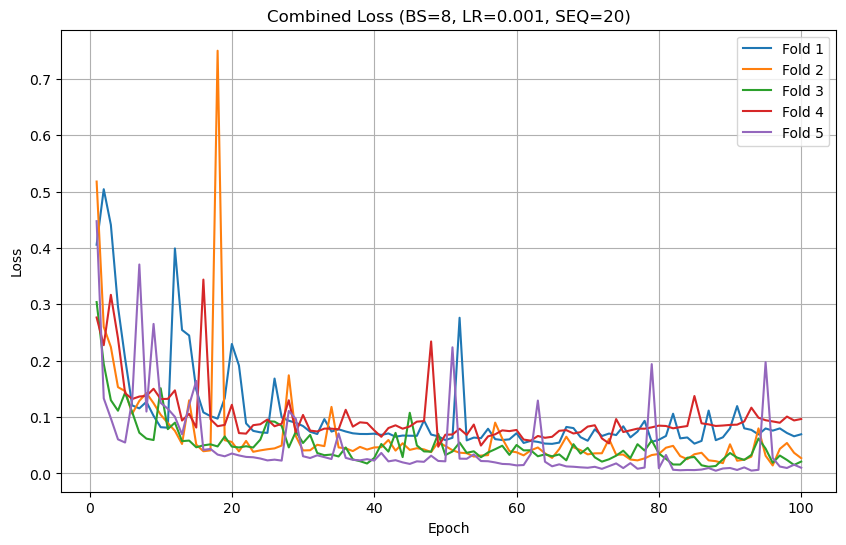 Combined Loss (BS=8, LR=0.001, SEQ=20)
Fold 1
Fold 2
Fold 3
Fold 4
Fold 5
0.7
0.6
0.5
0.4
0.3
0.2
0.1
0.0
Loss
0 20 40 60 80 100
Epoch